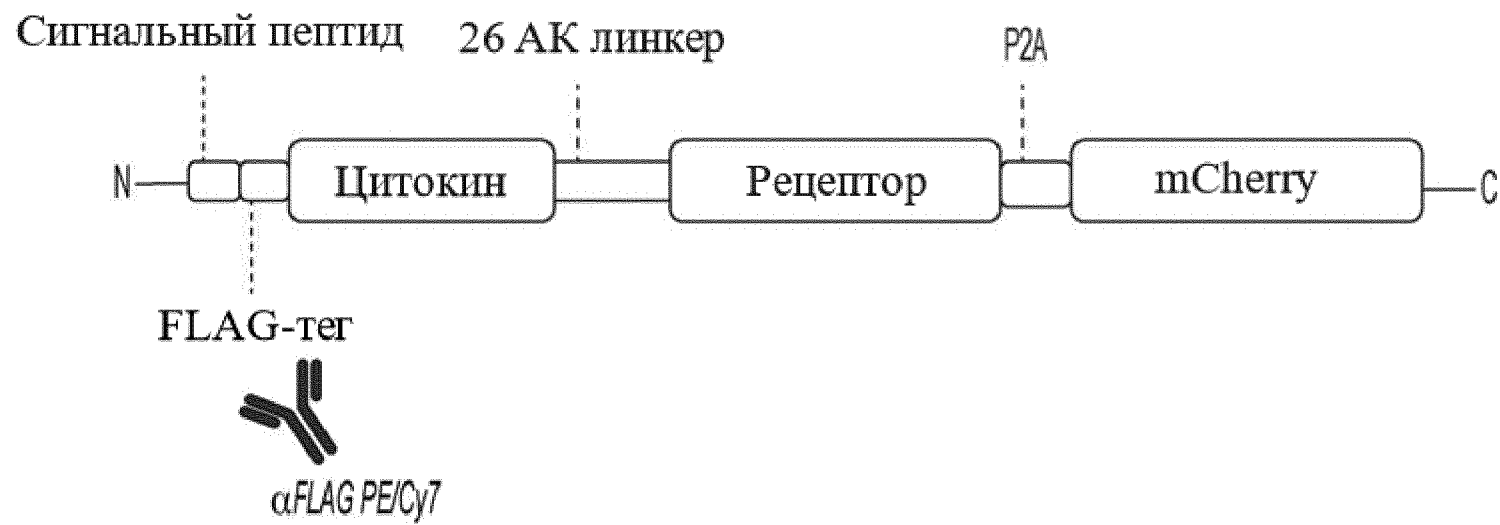 Сигнальный пептид
26 АК линкер
P2A
N
Цитокин
Рецептор
mCherry
C
FLAG-тег
αFLAG PE/Cy7